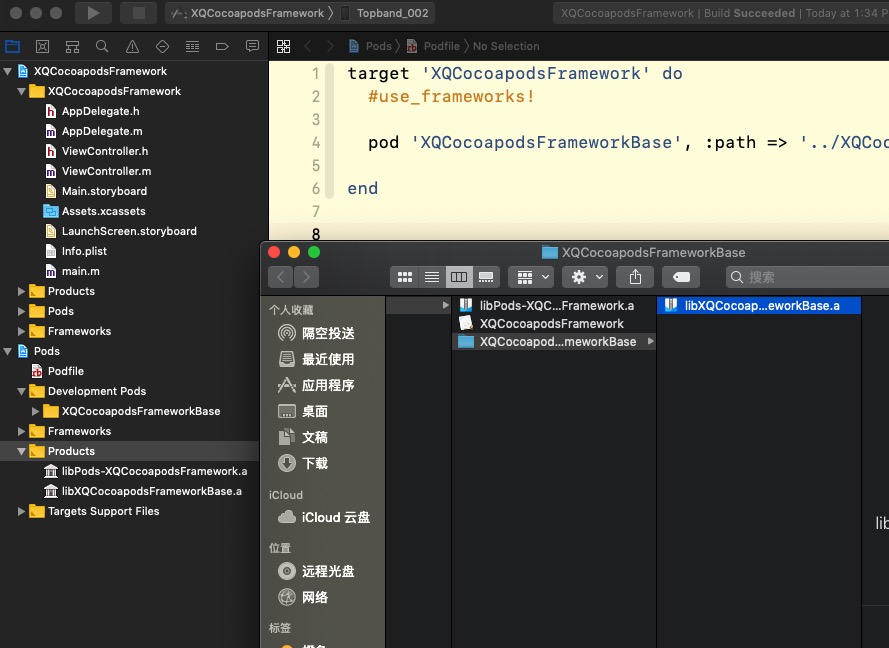 XQCocoapodsFramework 〉 Topband_002
XQCocoapodsFramework | Build Succeeded | Today at 1:34 P
Pods 〉 Podfile 〉 No Selection
XQCocoapodsFramework
XQCocoapodsFramework
AppDelegate.h
AppDelegate.m
ViewController.h
ViewController.m
Main.storyboard
Assets.xcassets
LaunchScreen.storyboard
Info.plist
main.m
Products
Pods
Frameworks
Pods
Podfile
Development Pods
XQCocoapodsFrameworkBase
Frameworks
Products
libPods-XQCocoapodsFramework.a
libXQCocoapodsFrameworkBase.a
Targets Support Files
1 target 'XQCocoapodsFramework' do
2 #use_frameworks!
3
4 pod 'XQCocoapodsFrameworkBase', :path => '../XQCoc
5
6 end
7
8
XQCocoapodsFrameworkBase
搜索
个人收藏
隔空投送
最近使用
应用程序
桌面
文稿
下载
iCloud
iCloud 云盘
位置
远程光盘
网络
标签
libPods-XQC...Framework.a
XQCocoapodsFramework
XQCocoapod...meworkBase
libXQCocoap...eworkBase.a
lib